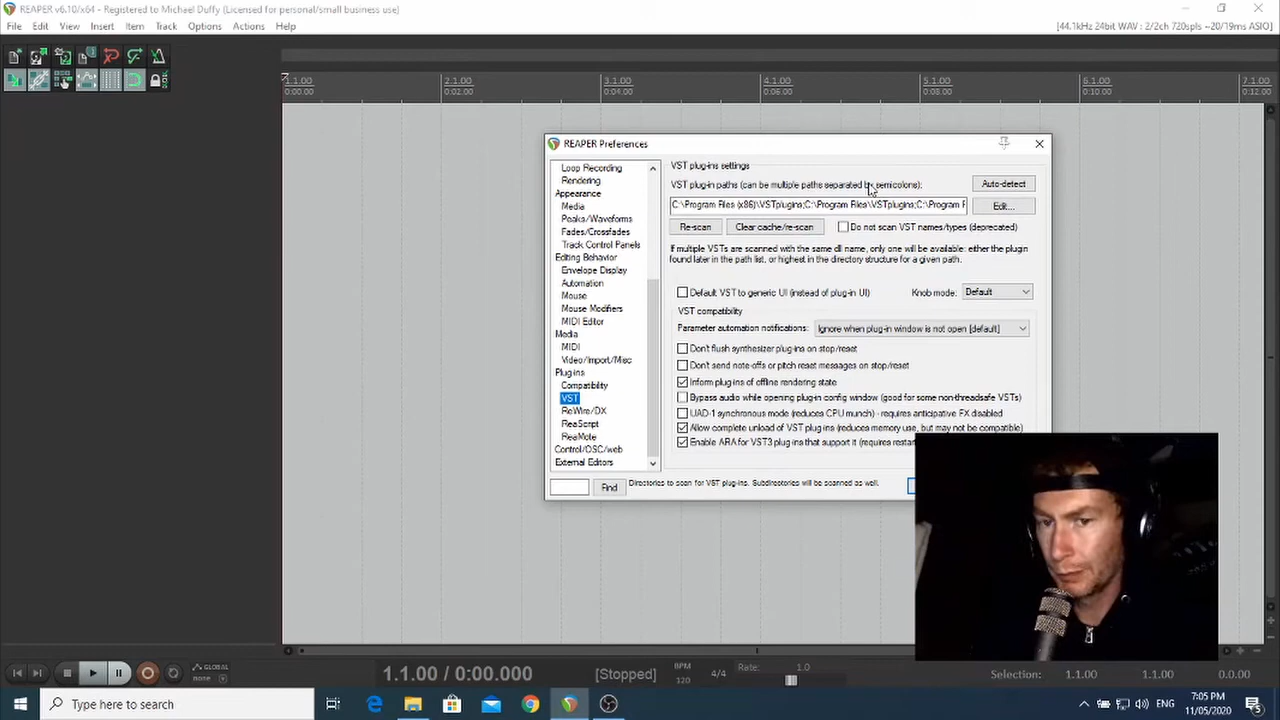 REAPER v6.10/x64 - Registered to Michael Duffy (Licensed for personal/small business use)
File Edit View Insert Item Track Options Actions Help
[44.1kHz 24bit WAV : 2/2ch 720spls ~20/19ms ASIO]
1.1.00 2.1.00 3.1.00 4.1.00 5.1.00 6.1.00 7.1.00
0:00.00 0:02.00 0:04.00 0:06.00 0:08.00 0:10.00 0:12.00
REAPER Preferences
Loop Recording
Rendering
Appearance
Media
Peaks/Waveforms
Fades/Crossfades
Track Control Panels
Editing Behavior
Envelope Display
Automation
Mouse
Mouse Modifiers
MIDI Editor
Media
MIDI
Video/Import/Misc
Plug-ins
Compatibility
VST
ReWire/DX
ReaScript
ReaMote
Control/OSC/web
External Editors
Find
VST plug-ins settings
VST plug-in paths (can be multiple paths separated by semicolons):
Auto-detect
C:\Program Files (x86)\VSTplugins;C:\Program Files\VSTplugins;C:\Program F
Edit...
Re-scan
Clear cache/re-scan
Do not scan VST names/types (deprecated)
If multiple VSTs are scanned with the same dll name, only one will be available: either the plugin
found later in the path list, or highest in the directory structure for a given path.
Default VST to generic UI (instead of plug-in UI)
Knob mode: Default
VST compatibility
Parameter automation notifications: Ignore when plug-in window is not open [default]
Don't flush synthesizer plug-ins on stop/reset
Don't send note-offs or pitch reset messages on stop/reset
Inform plug-ins of offline rendering state
Bypass audio while opening plug-in config window (good for some non-threadsafe VSTs)
UAD-1 synchronous mode (reduces CPU munch) - requires anticipative FX disabled
Allow complete unload of VST plug-ins (reduces memory use, but may not be compatible)
Enable ARA for VST3 plug-ins that support it (requires restart
Directories to scan for VST plug-ins. Subdirectories will be scanned as well.
GLOBAL
none
1.1.00 / 0:00.000
[Stopped]
BPM
120
4/4
Rate: 1.0
Selection: 1.1.00 1.1.00 0.0.00
Type here to search
ENG
7:05 PM
11/05/2020